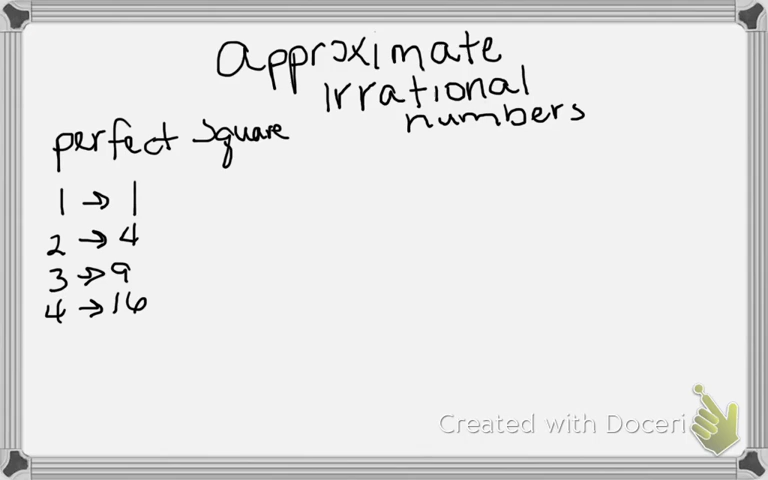 approximate
irrational
numbers
perfect square
1 → 1
2 → 4
3 → 9
4 → 16
Created with Doceri